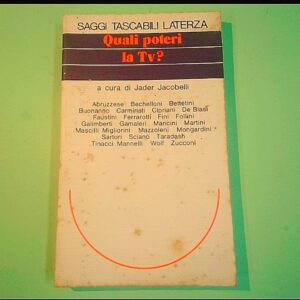 SAGGI TASCABILI LATERZA
Quali poteri
la Tv?
a cura di Jader Jacobelli
Abruzzese Bechelloni Bettetini
Buonanno Carminati Cipriani De Biasi
Faustini Ferrarotti Fini Follini
Galimberti Gamaleri Mancini Martini
Mascilli Migliorini Mazzoleni Mongardini
Sartori Sciano Taradash
Tinacci Mannelli Wolf Zucconi